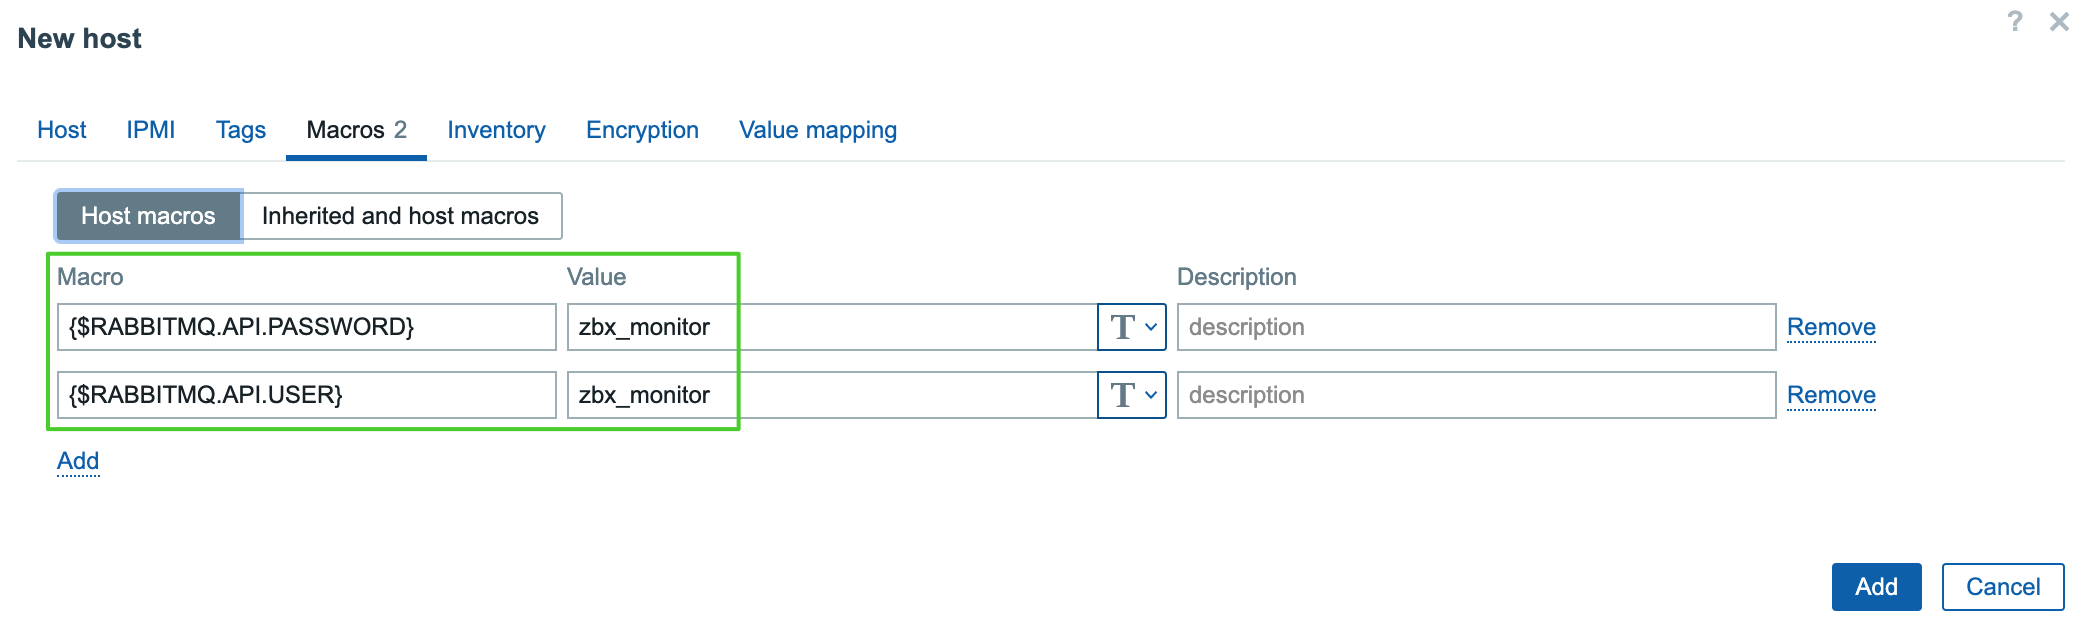 New host
? ×
Host IPMI Tags Macros 2 Inventory Encryption Value mapping
Host macros Inherited and host macros
Macro Value Description
{$RABBITMQ.API.PASSWORD} zbx_monitor T description Remove
{$RABBITMQ.API.USER} zbx_monitor T description Remove
Add
Add Cancel